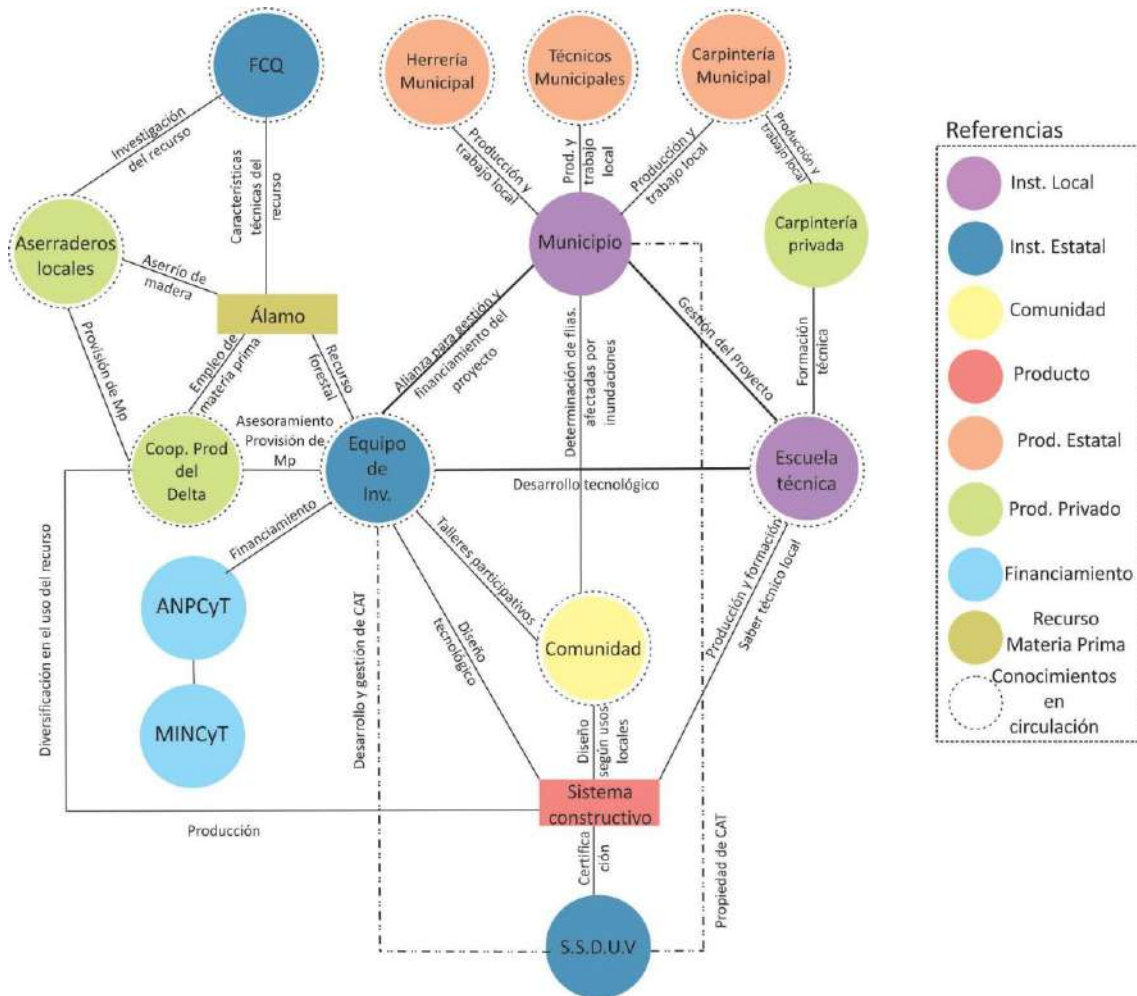 FCQ
Herrería
Municipal
Técnicos
Municipales
Carpintería
Municipal
Investigación
del recurso
Características
técnicas del
recurso
Producción y
trabajo local
Prod. y
trabajo
local
Producción y
trabajo local
Producción y
trabajo local
Aserraderos
locales
Aserrío de
madera
Municipio
Carpintería
privada
Álamo
Provisión de Mp
Empleo de
materia prima
Recurso
forestal
Alianza para gestión y
financiamiento del
proyecto
Determinación de flias.
afectadas por
inundaciones
Gestión del Proyecto
Formación
técnica
Coop. Prod
del
Delta
Asesoramiento
Provisión de
Mp
Equipo
de
Inv.
Desarrollo tecnológico
Escuela
técnica
Financiamiento
Talleres participativos
ANPCyT
MINCyT
Diversificación en el uso del recurso
Desarrollo y gestión de CAT
Diseño
tecnológico
Comunidad
Producción y formación
Saber técnico local
Diseño
según usos
locales
Sistema
constructivo
Producción
Certifica
ción
Propiedad de CAT
S.S.D.U.V
Referencias
Inst. Local
Inst. Estatal
Comunidad
Producto
Prod. Estatal
Prod. Privado
Financiamiento
Recurso
Materia Prima
Conocimientos
en
circulación